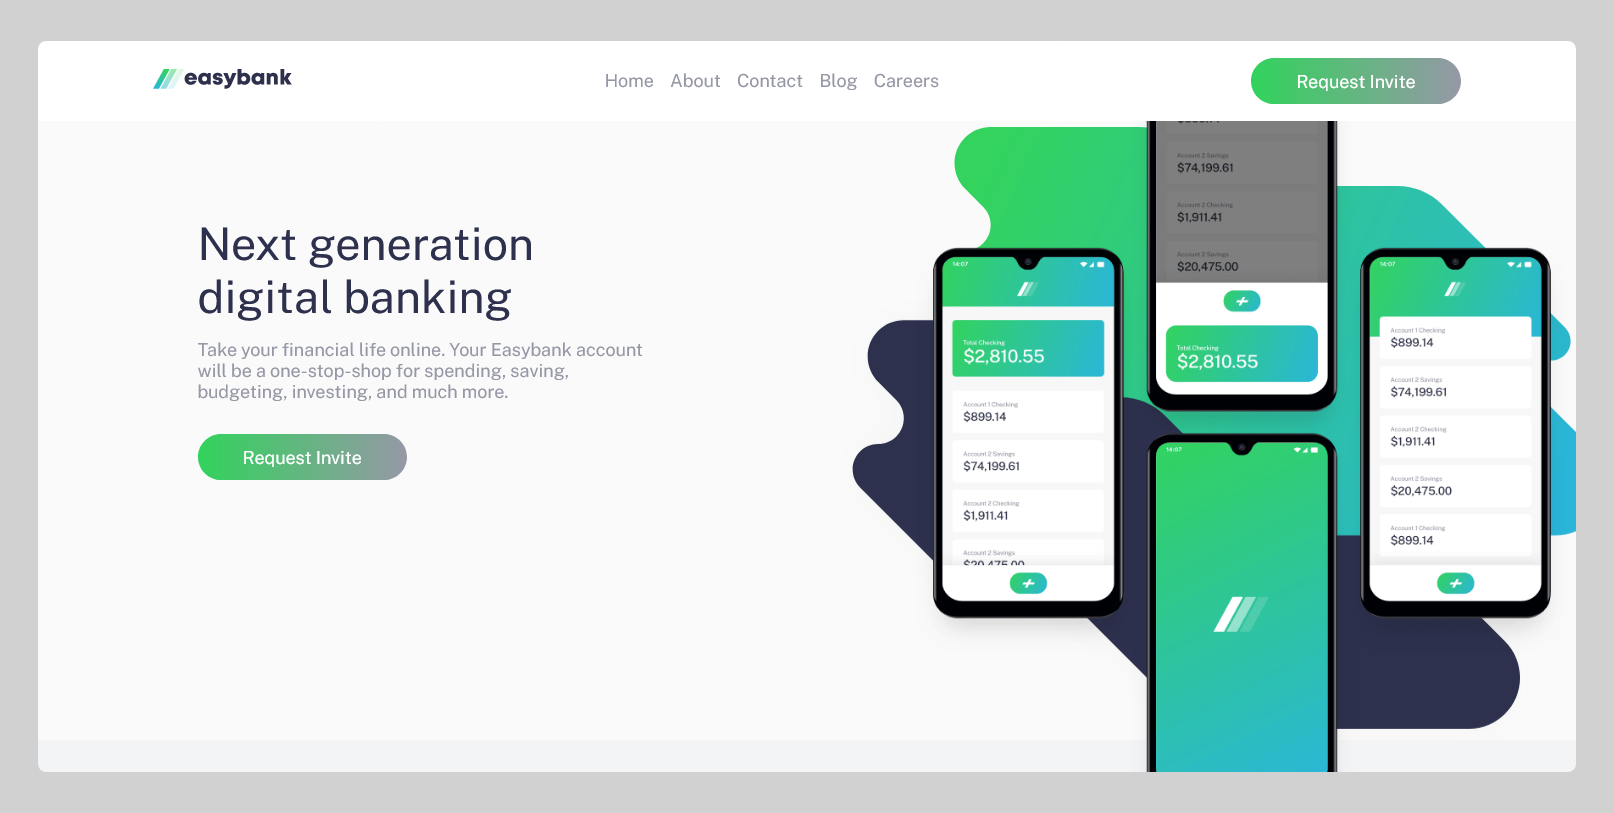 easybank
Home About Contact Blog Careers
Request Invite
Next generation
digital banking
Take your financial life online. Your Easybank account
will be a one-stop-shop for spending, saving,
budgeting, investing, and much more.
Request Invite
Account 2 Savings
$74,199.61
Account 2 Checking
$1,911.41
Account 2 Savings
$20,475.00
Total Checking
$2,810.55
14:07
Total Checking
$2,810.55
Account 1 Checking
$899.14
Account 2 Savings
$74,199.61
Account 2 Checking
$1,911.41
Account 2 Savings
$20,475.00
14:07
14:07
Account 1 Checking
$899.14
Account 2 Savings
$74,199.61
Account 2 Checking
$1,911.41
Account 2 Savings
$20,475.00
Account 1 Checking
$899.14